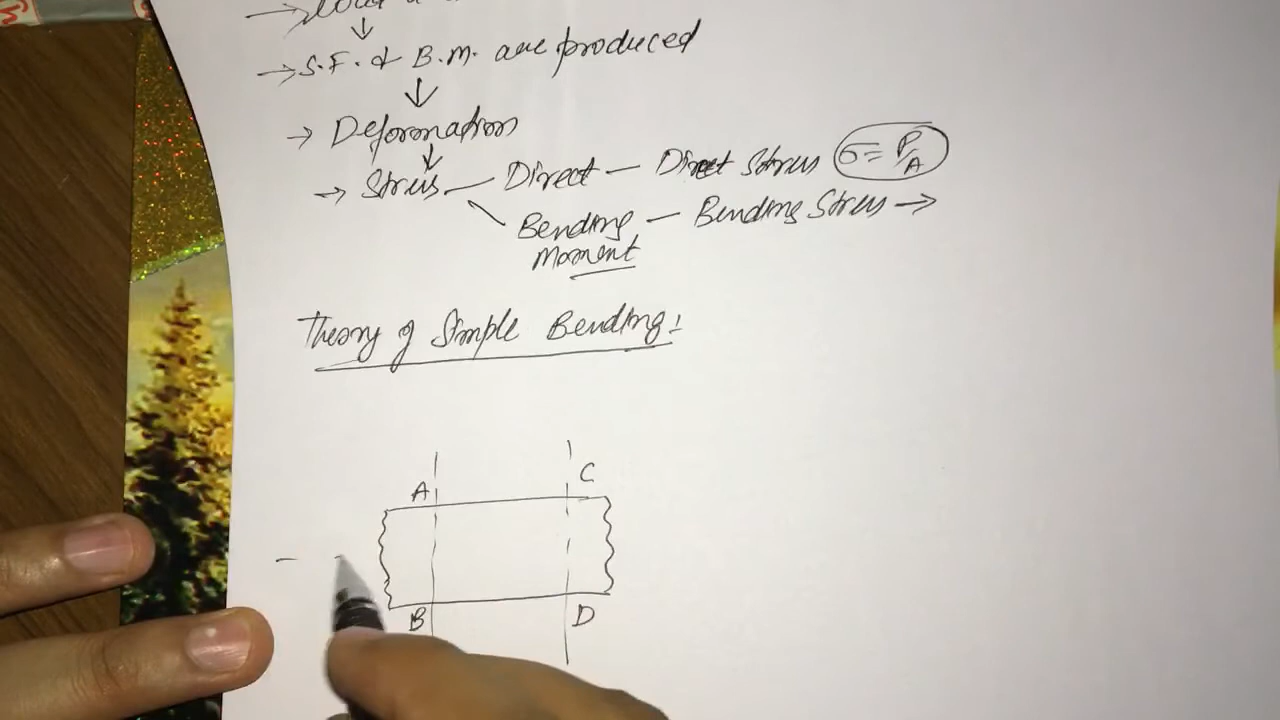 → S.F. & B.M. are produced
→ Deformation
→ Stress — Direct — Direct Stress σ = P/A
Bending Moment — Bending Stress →
Theory of Simple Bending:
A C
B D